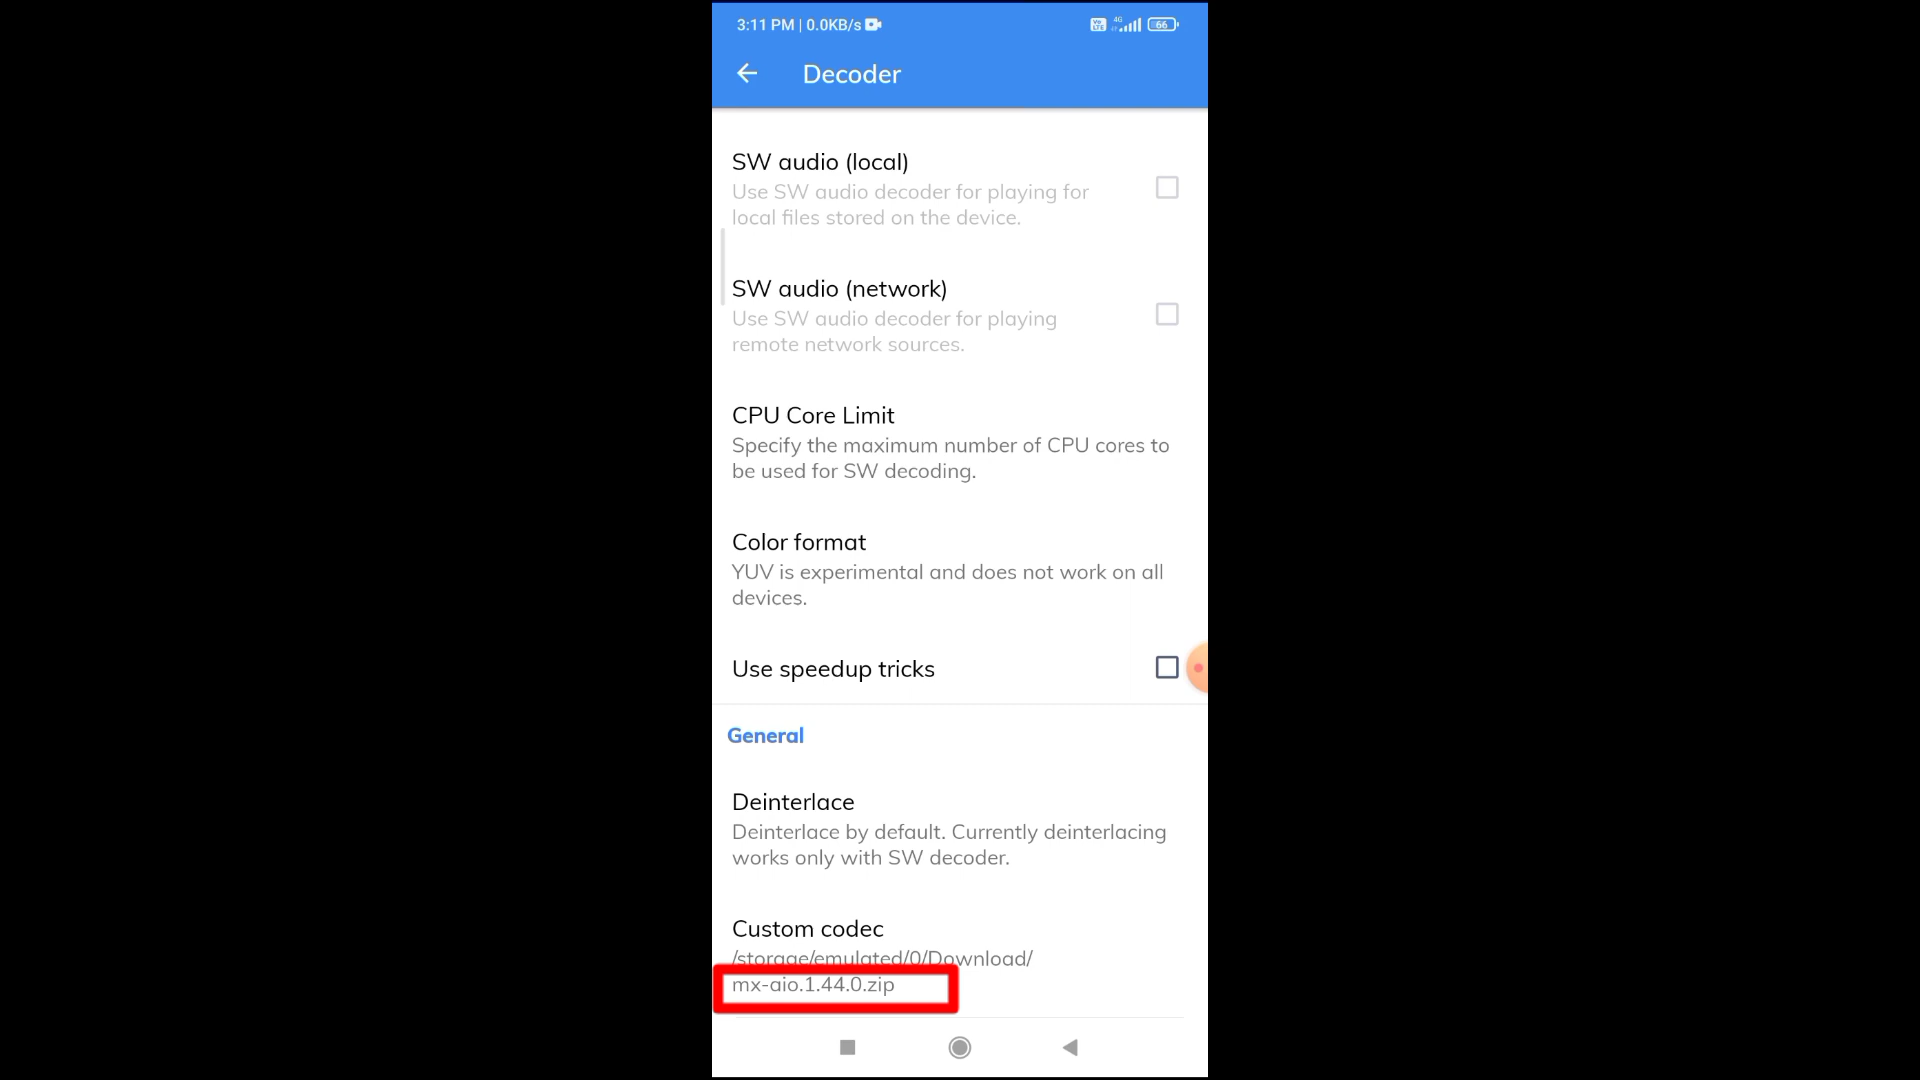 3:11 PM | 0.0KB/s
Vo LTE 4G 66
Decoder
SW audio (local)
Use SW audio decoder for playing for
local files stored on the device.
SW audio (network)
Use SW audio decoder for playing
remote network sources.
CPU Core Limit
Specify the maximum number of CPU cores to
be used for SW decoding.
Color format
YUV is experimental and does not work on all
devices.
Use speedup tricks
General
Deinterlace
Deinterlace by default. Currently deinterlacing
works only with SW decoder.
Custom codec
/storage/emulated/0/Download/
mx-aio.1.44.0.zip